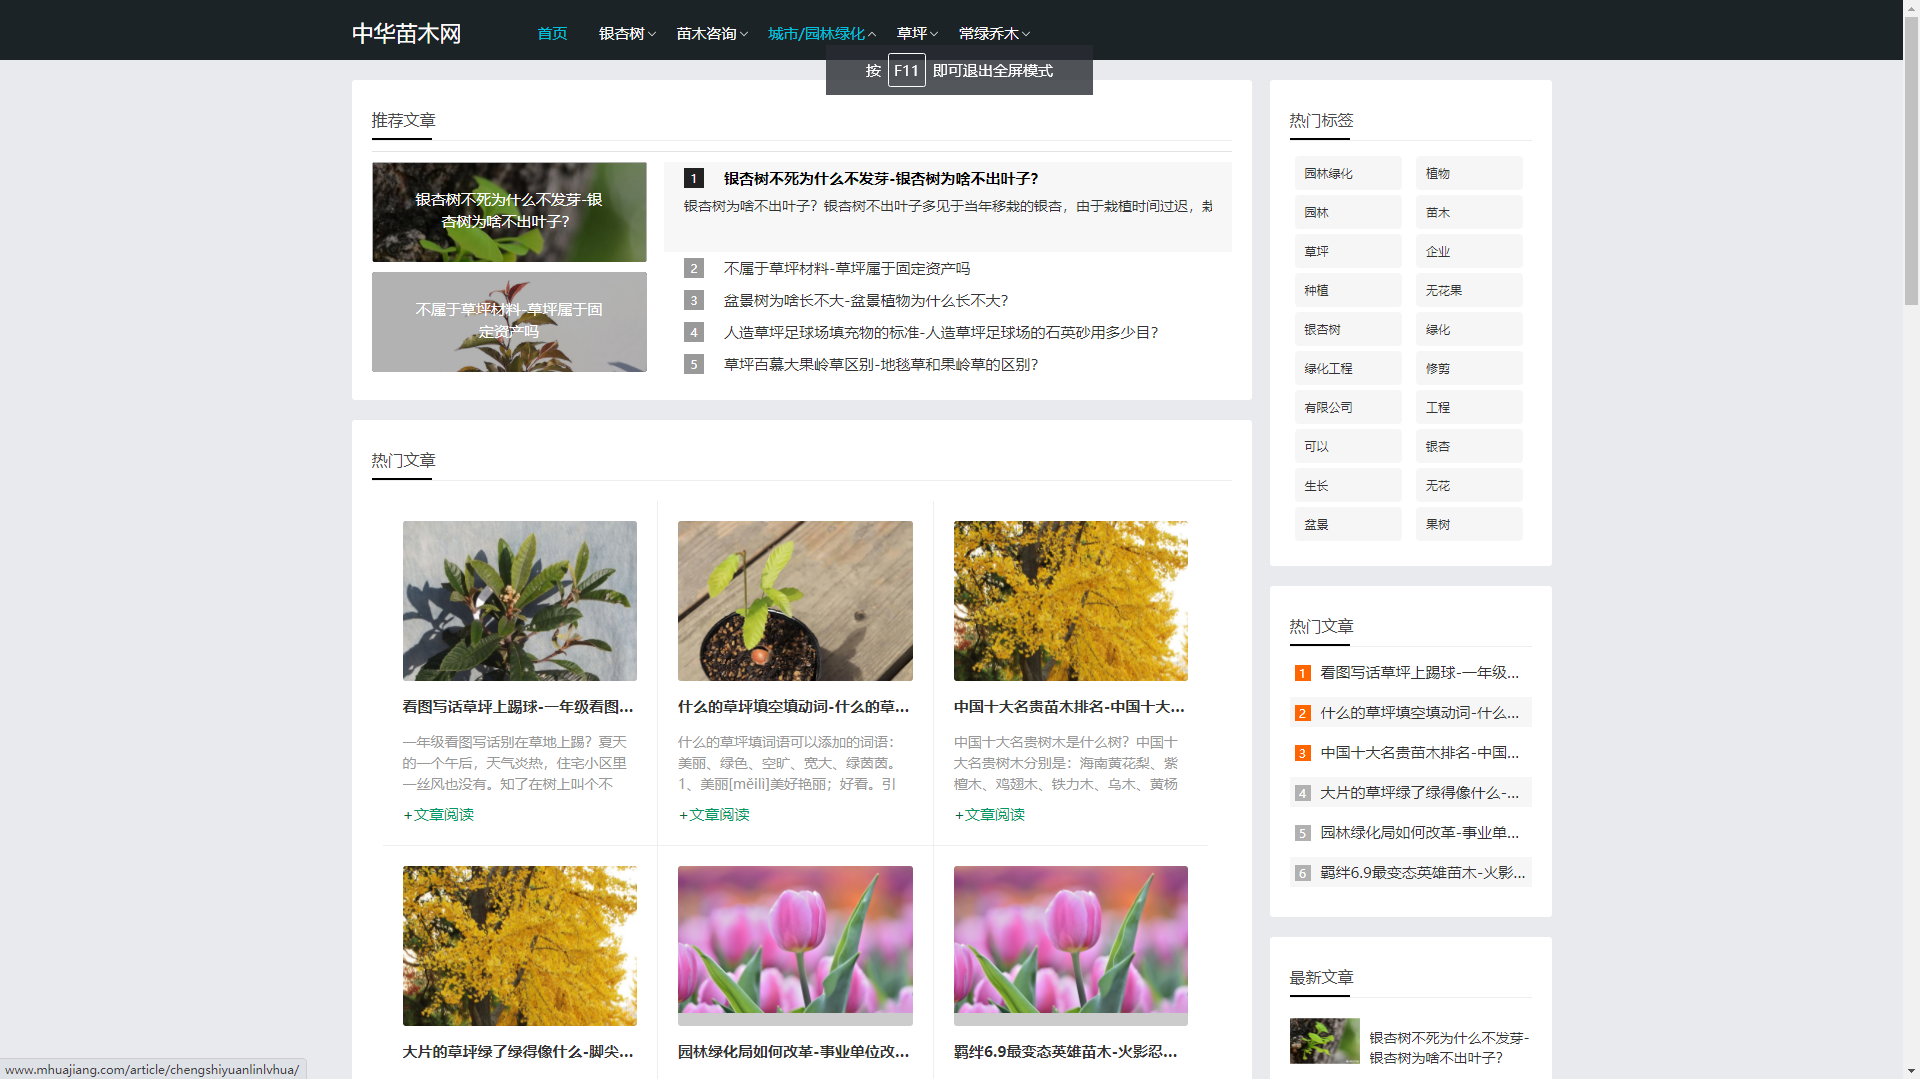 中华苗木网
首页 银杏树 苗木咨询 城市/园林绿化 草坪 常绿乔木
按 F11 即可退出全屏模式
推荐文章
银杏树不死为什么不发芽-银
杏树为啥不出叶子?
不属于草坪材料-草坪属于固
定资产吗
1 银杏树不死为什么不发芽-银杏树为啥不出叶子?
银杏树为啥不出叶子？银杏树不出叶子多见于当年移栽的银杏，由于栽植时间过迟，栽
2 不属于草坪材料-草坪属于固定资产吗
3 盆景树为啥长不大-盆景植物为什么长不大?
4 人造草坪足球场填充物的标准-人造草坪足球场的石英砂用多少目?
5 草坪百慕大果岭草区别-地毯草和果岭草的区别?
热门文章
看图写话草坪上踢球-一年级看图...
一年级看图写话别在草地上踢？夏天
的一个午后，天气炎热，住宅小区里
一丝风也没有。知了在树上叫个不
+文章阅读
什么的草坪填空填动词-什么的草...
什么的草坪填词语可以添加的词语：
美丽、绿色、空旷、宽大、绿茵茵。
1、美丽[měilì]美好艳丽；好看。引
+文章阅读
中国十大名贵苗木排名-中国十大...
中国十大名贵树木是什么树？中国十
大名贵树木分别是：海南黄花梨、紫
檀木、鸡翅木、铁力木、乌木、黄杨
+文章阅读
大片的草坪绿了绿得像什么-脚尖...
园林绿化局如何改革-事业单位改...
羁绊6.9最变态英雄苗木-火影忍...
热门标签
园林绿化 植物
园林 苗木
草坪 企业
种植 无花果
银杏树 绿化
绿化工程 修剪
有限公司 工程
可以 银杏
生长 无花
盆景 果树
热门文章
1 看图写话草坪上踢球-一年级...
2 什么的草坪填空填动词-什么...
3 中国十大名贵苗木排名-中国...
4 大片的草坪绿了绿得像什么-...
5 园林绿化局如何改革-事业单...
6 羁绊6.9最变态英雄苗木-火影...
最新文章
银杏树不死为什么不发芽-
银杏树为啥不出叶子?
www.mhuajiang.com/article/chengshiyuanlinlvhua/